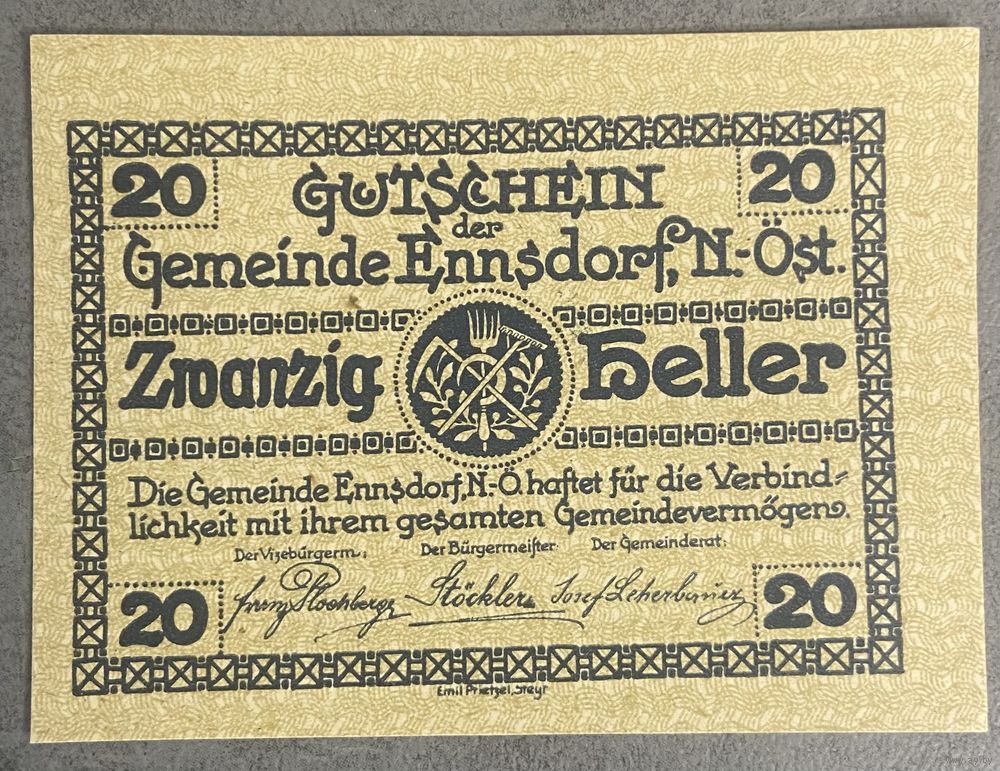 20 GUTSCHEIN 20
der
Gemeinde Ennsdorf, N.-Öst.
Zwanzig Heller
Die Gemeinde Ennsdorf, N.-Ö. haftet für die Verbind=
lichkeit mit ihrem gesamten Gemeindevermögen.
Der Vizebürgerm.: Der Bürgermeister: Der Gemeinderat:
Stöckler Josef
20 20
Emil Prietzel, Steyr